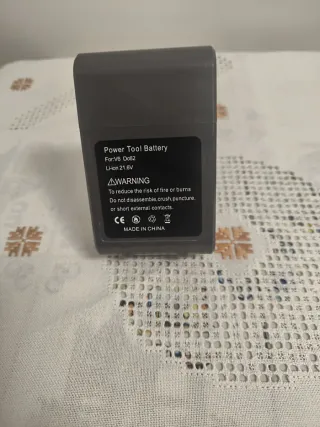 Power Tool Battery
For:V6 Dc62
Li-ion 21.6V
⚠WARNING
To reduce the risk of fire or burns
Do not disassemble,crush,puncture,
or short external contacts.
CE
MADE IN CHINA